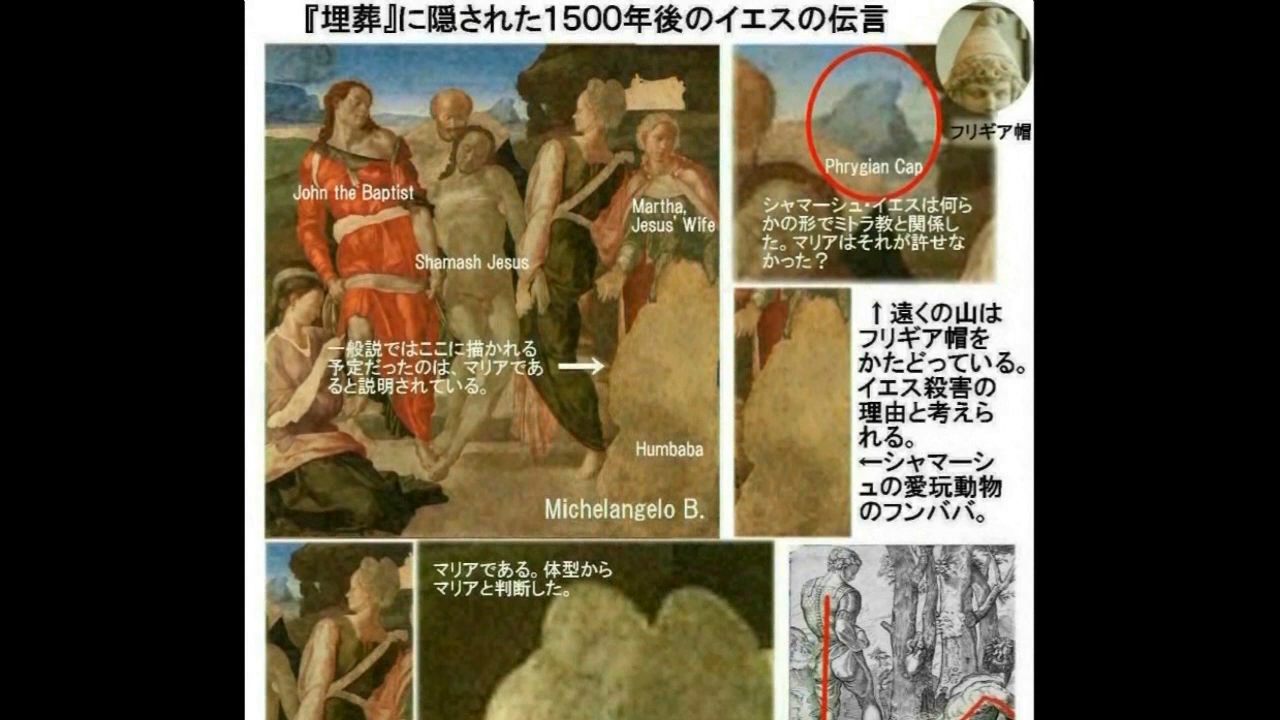 『埋葬』に隠された1500年後のイエスの伝言
フリギア帽
John the Baptist
Shamash Jesus
Martha,
Jesus' Wife
一般説ではここに描かれる
予定だったのは、マリアであ
ると説明されている。
Humbaba
Michelangelo B.
Phrygian Cap
シャマーシュ・イエスは何ら
かの形でミトラ教と関係し
た。マリアはそれが許せな
かった？
↑遠くの山は
フリギア帽を
かたどっている。
イエス殺害の
理由と考えら
れる。
←シャマーシ
ュの愛玩動物
のフンババ。
マリアである。体型から
マリアと判断した。